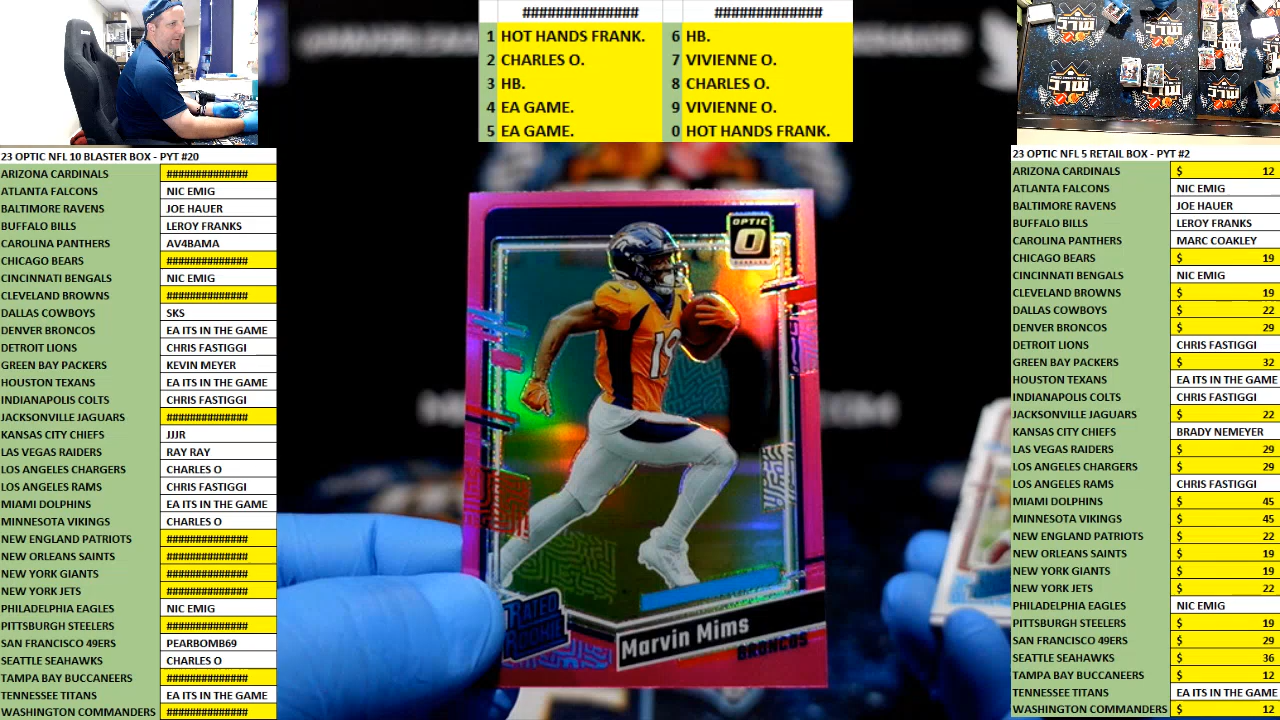 ############## #############
1 HOT HANDS FRANK. 6 HB.
2 CHARLES O. 7 VIVIENNE O.
3 HB. 8 CHARLES O.
4 EA GAME. 9 VIVIENNE O.
5 EA GAME. 0 HOT HANDS FRANK.
23 OPTIC NFL 10 BLASTER BOX - PYT #20
ARIZONA CARDINALS ##############
ATLANTA FALCONS NIC EMIG
BALTIMORE RAVENS JOE HAUER
BUFFALO BILLS LEROY FRANKS
CAROLINA PANTHERS AV4BAMA
CHICAGO BEARS ##############
CINCINNATI BENGALS NIC EMIG
CLEVELAND BROWNS ##############
DALLAS COWBOYS SKS
DENVER BRONCOS EA ITS IN THE GAME
DETROIT LIONS CHRIS FASTIGGI
GREEN BAY PACKERS KEVIN MEYER
HOUSTON TEXANS EA ITS IN THE GAME
INDIANAPOLIS COLTS CHRIS FASTIGGI
JACKSONVILLE JAGUARS ##############
KANSAS CITY CHIEFS JJJR
LAS VEGAS RAIDERS RAY RAY
LOS ANGELES CHARGERS CHARLES O
LOS ANGELES RAMS CHRIS FASTIGGI
MIAMI DOLPHINS EA ITS IN THE GAME
MINNESOTA VIKINGS CHARLES O
NEW ENGLAND PATRIOTS ##############
NEW ORLEANS SAINTS ##############
NEW YORK GIANTS ##############
NEW YORK JETS ##############
PHILADELPHIA EAGLES NIC EMIG
PITTSBURGH STEELERS ##############
SAN FRANCISCO 49ERS PEARBOMB69
SEATTLE SEAHAWKS CHARLES O
TAMPA BAY BUCCANEERS ##############
TENNESSEE TITANS EA ITS IN THE GAME
WASHINGTON COMMANDERS ##############
OPTIC
DONRUSS
19
RATED
ROOKIE
Marvin Mims
BRONCOS
23 OPTIC NFL 5 RETAIL BOX - PYT #2
ARIZONA CARDINALS $ 12
ATLANTA FALCONS NIC EMIG
BALTIMORE RAVENS JOE HAUER
BUFFALO BILLS LEROY FRANKS
CAROLINA PANTHERS MARC COAKLEY
CHICAGO BEARS $ 19
CINCINNATI BENGALS NIC EMIG
CLEVELAND BROWNS $ 19
DALLAS COWBOYS $ 22
DENVER BRONCOS $ 29
DETROIT LIONS CHRIS FASTIGGI
GREEN BAY PACKERS $ 32
HOUSTON TEXANS EA ITS IN THE GAME
INDIANAPOLIS COLTS CHRIS FASTIGGI
JACKSONVILLE JAGUARS $ 22
KANSAS CITY CHIEFS BRADY NEMEYER
LAS VEGAS RAIDERS $ 29
LOS ANGELES CHARGERS $ 29
LOS ANGELES RAMS CHRIS FASTIGGI
MIAMI DOLPHINS $ 45
MINNESOTA VIKINGS $ 45
NEW ENGLAND PATRIOTS $ 22
NEW ORLEANS SAINTS $ 19
NEW YORK GIANTS $ 19
NEW YORK JETS $ 22
PHILADELPHIA EAGLES NIC EMIG
PITTSBURGH STEELERS $ 19
SAN FRANCISCO 49ERS $ 29
SEATTLE SEAHAWKS $ 36
TAMPA BAY BUCCANEERS $ 12
TENNESSEE TITANS EA ITS IN THE GAME
WASHINGTON COMMANDERS $ 12